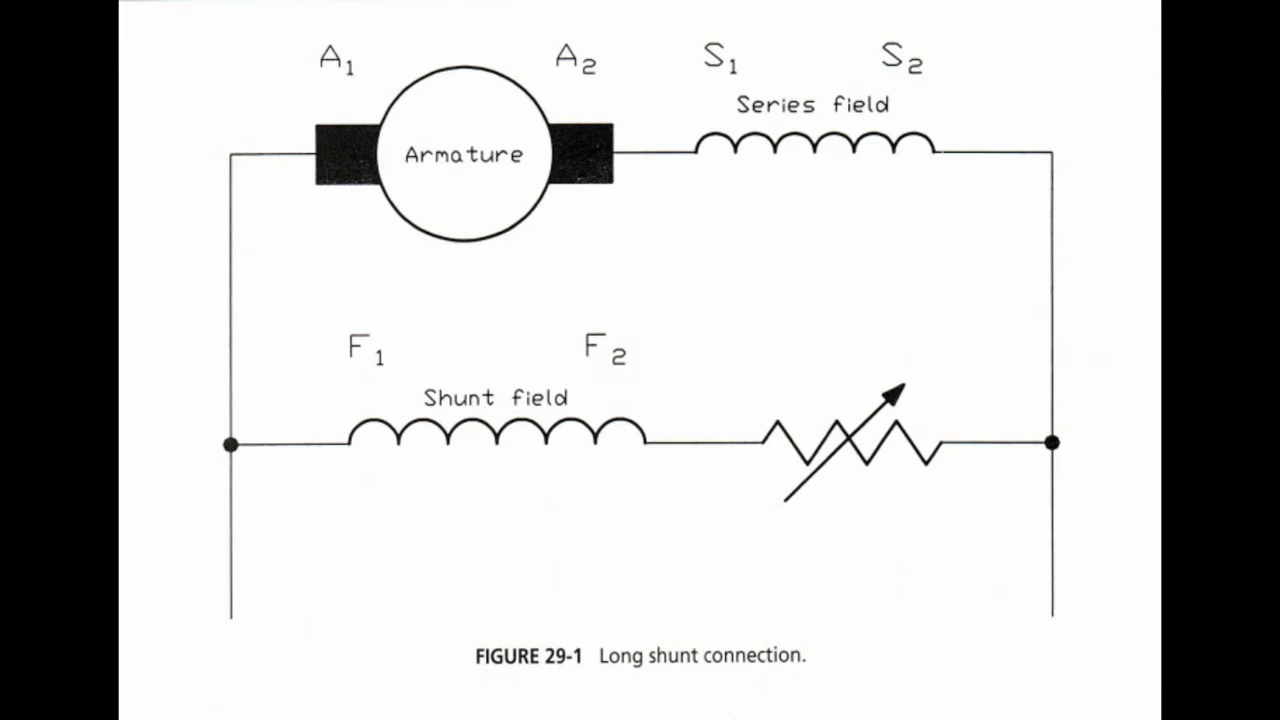 A1 A2 S1 S2
Series field
Armature
F1 F2
Shunt field
FIGURE 29-1 Long shunt connection.